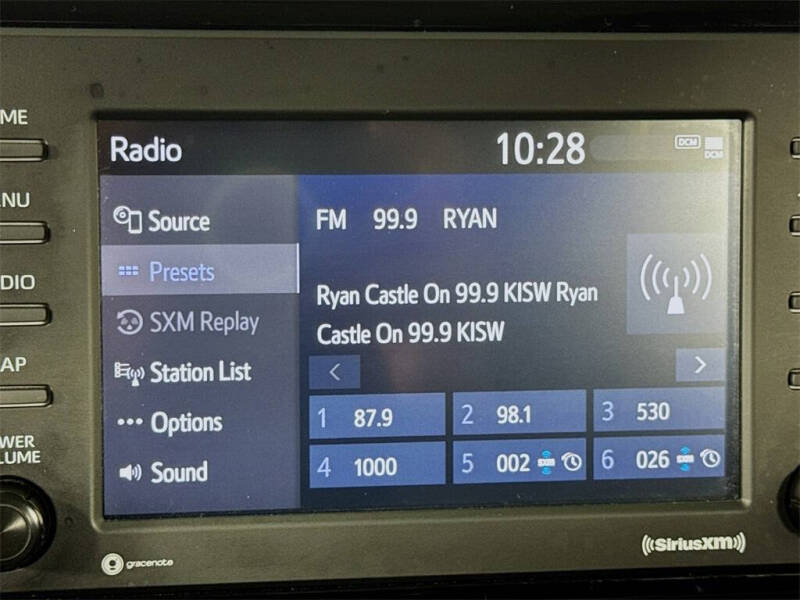 Radio
10:28
DCM
DCM
Source
Presets
SXM Replay
Station List
Options
Sound
FM 99.9 RYAN
Ryan Castle On 99.9 KISW Ryan
Castle On 99.9 KISW
<
>
1 87.9
2 98.1
3 530
4 1000
5 002 SXM
6 026 SXM
ME
NU
DIO
AP
WER
LUME
gracenote
SiriusXM